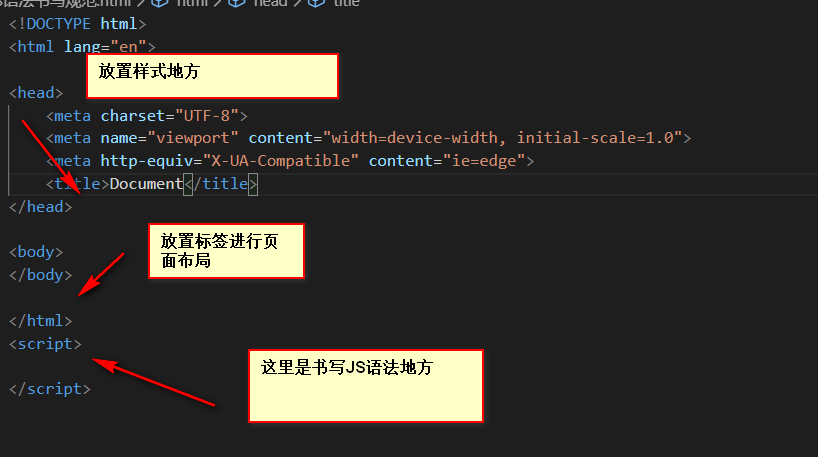 语法书写规范.html > html > head > title
<!DOCTYPE html>
<html lang="en">
放置样式地方
<head>
<meta charset="UTF-8">
<meta name="viewport" content="width=device-width, initial-scale=1.0">
<meta http-equiv="X-UA-Compatible" content="ie=edge">
<title>Document</title>
</head>
放置标签进行页
面布局
<body>
</body>
</html>
<script>
这里是书写JS语法地方
</script>